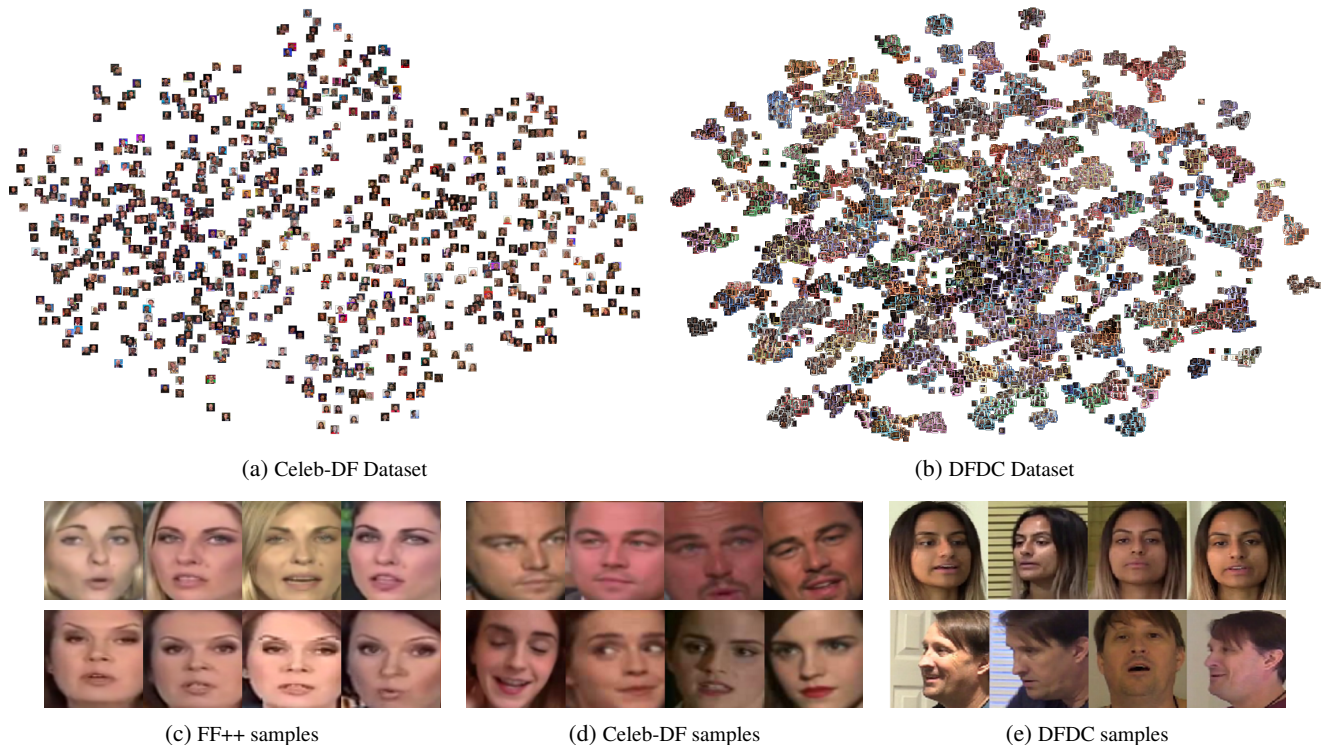 (a) Celeb-DF Dataset
(b) DFDC Dataset
(c) FF++ samples
(d) Celeb-DF samples
(e) DFDC samples